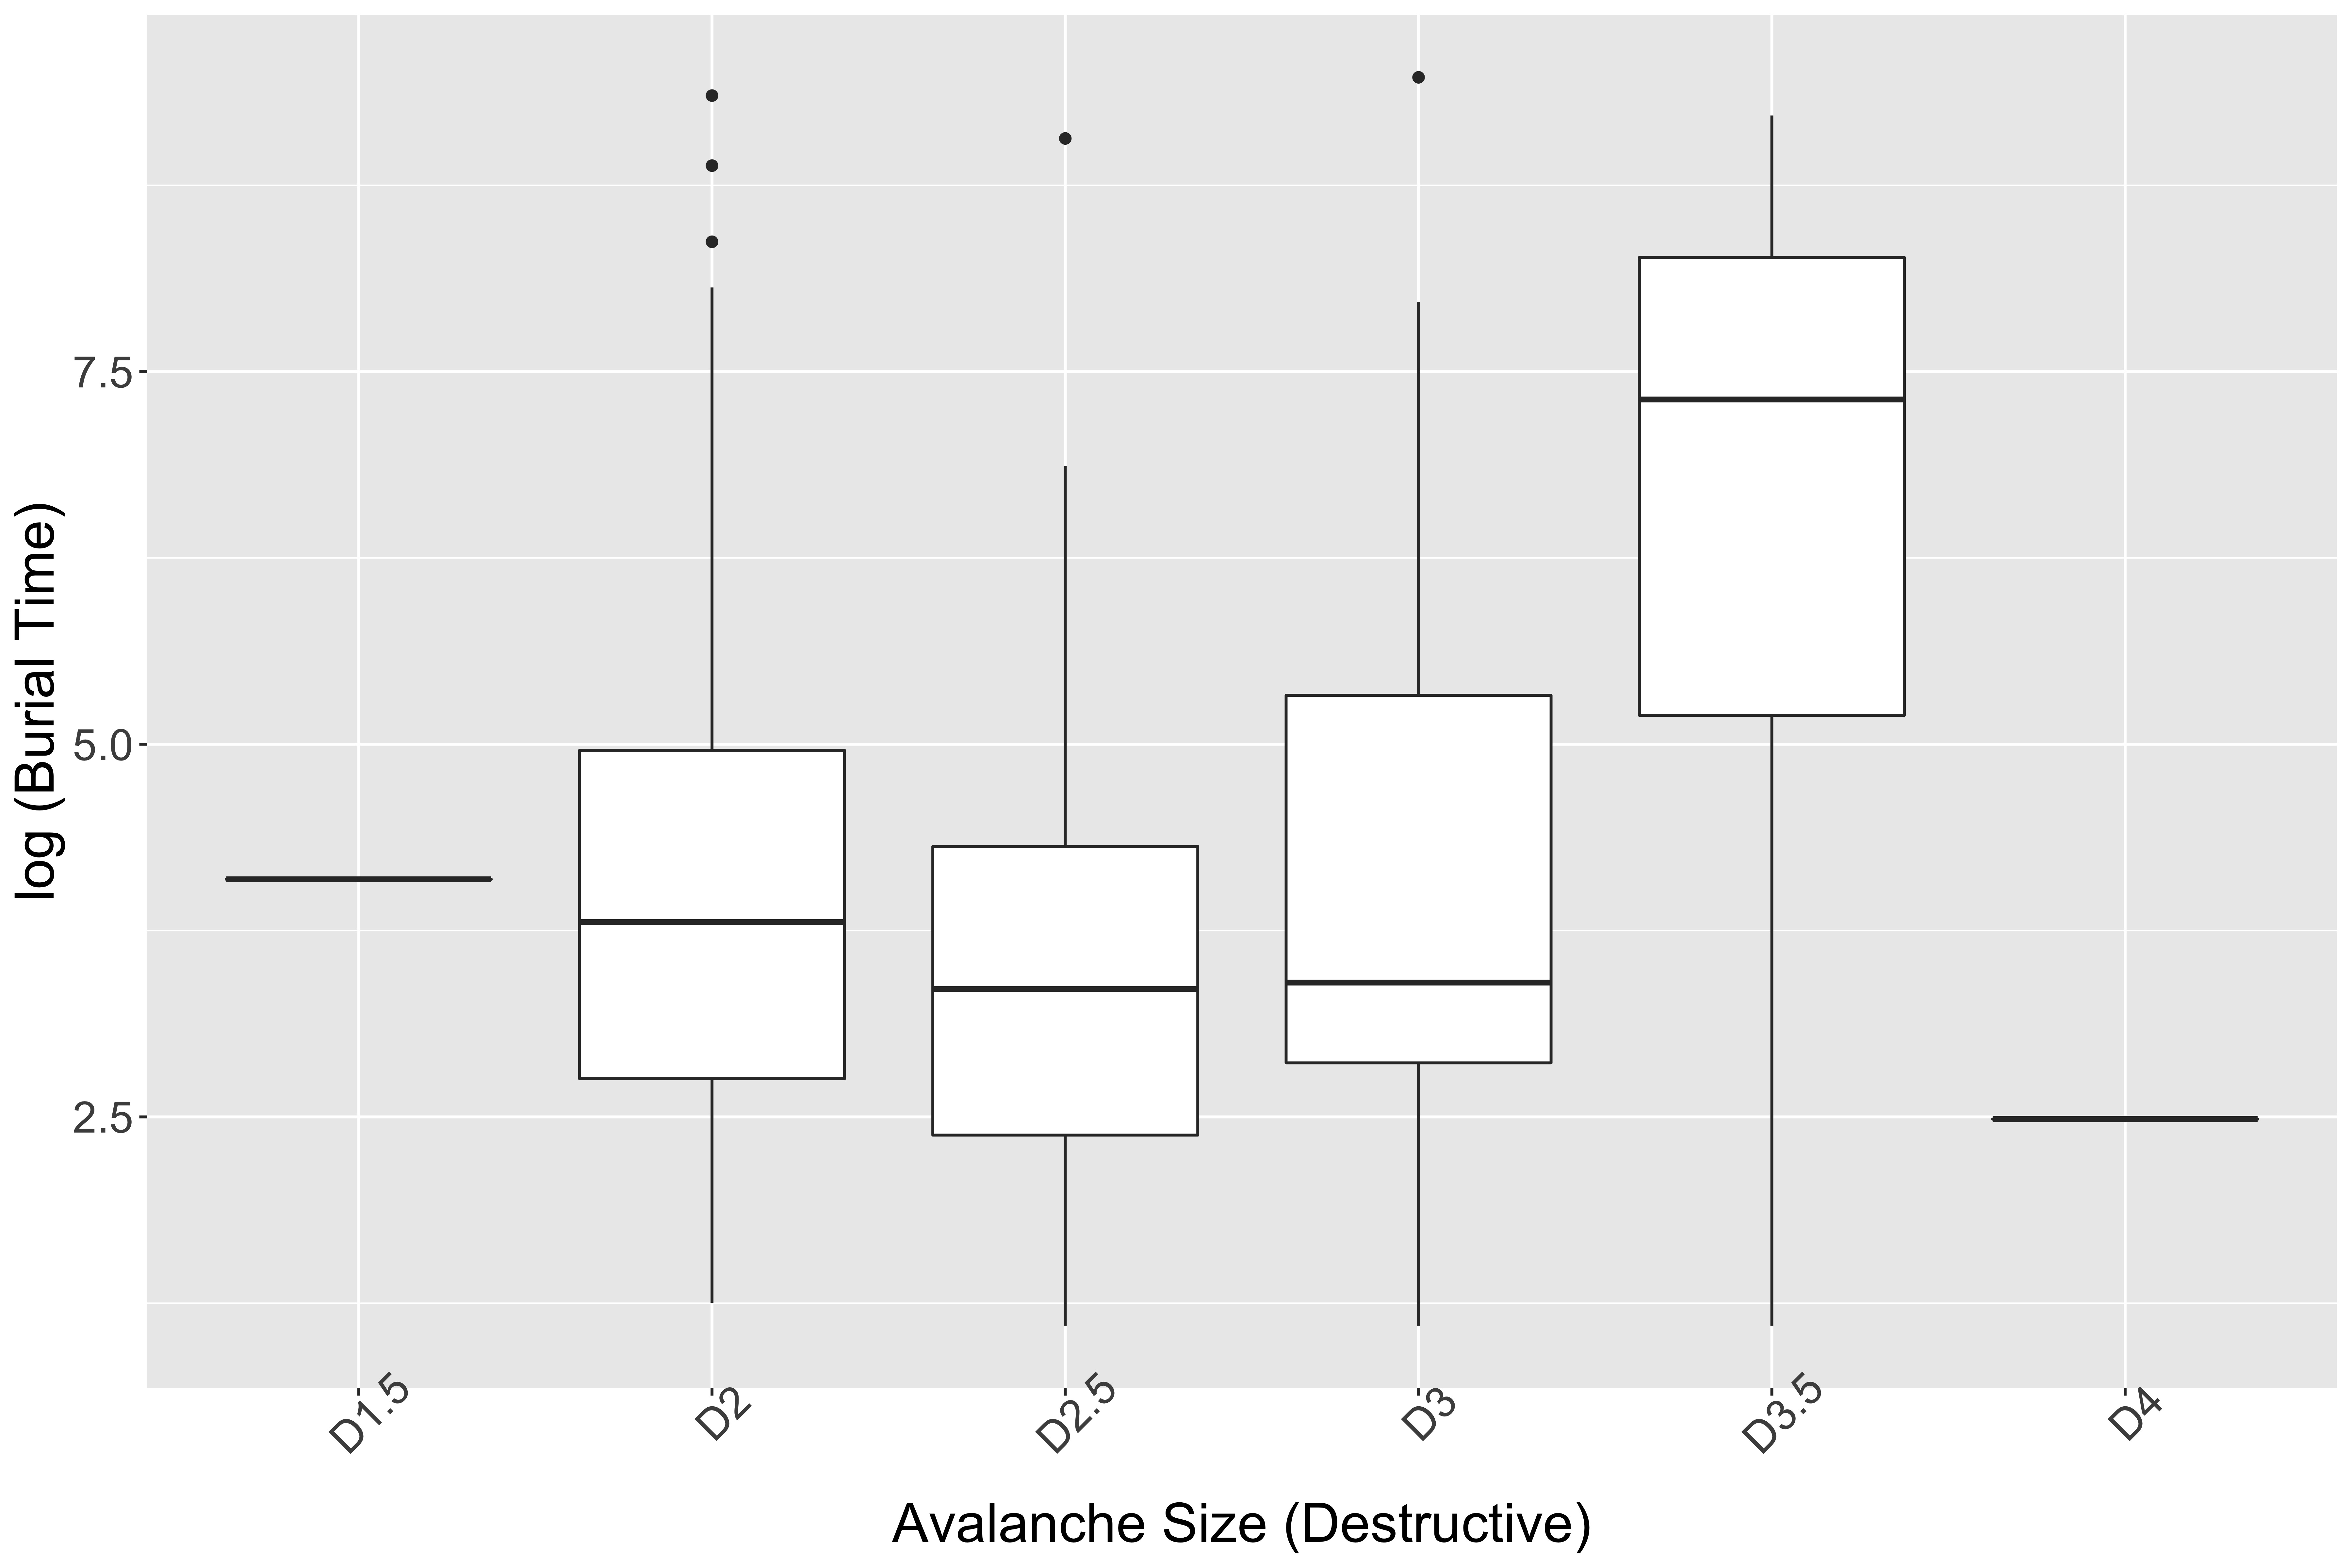 log (Burial Time)
7.5
5.0
2.5
D1.5
D2
D2.5
D3
D3.5
D4
Avalanche Size (Destructive)